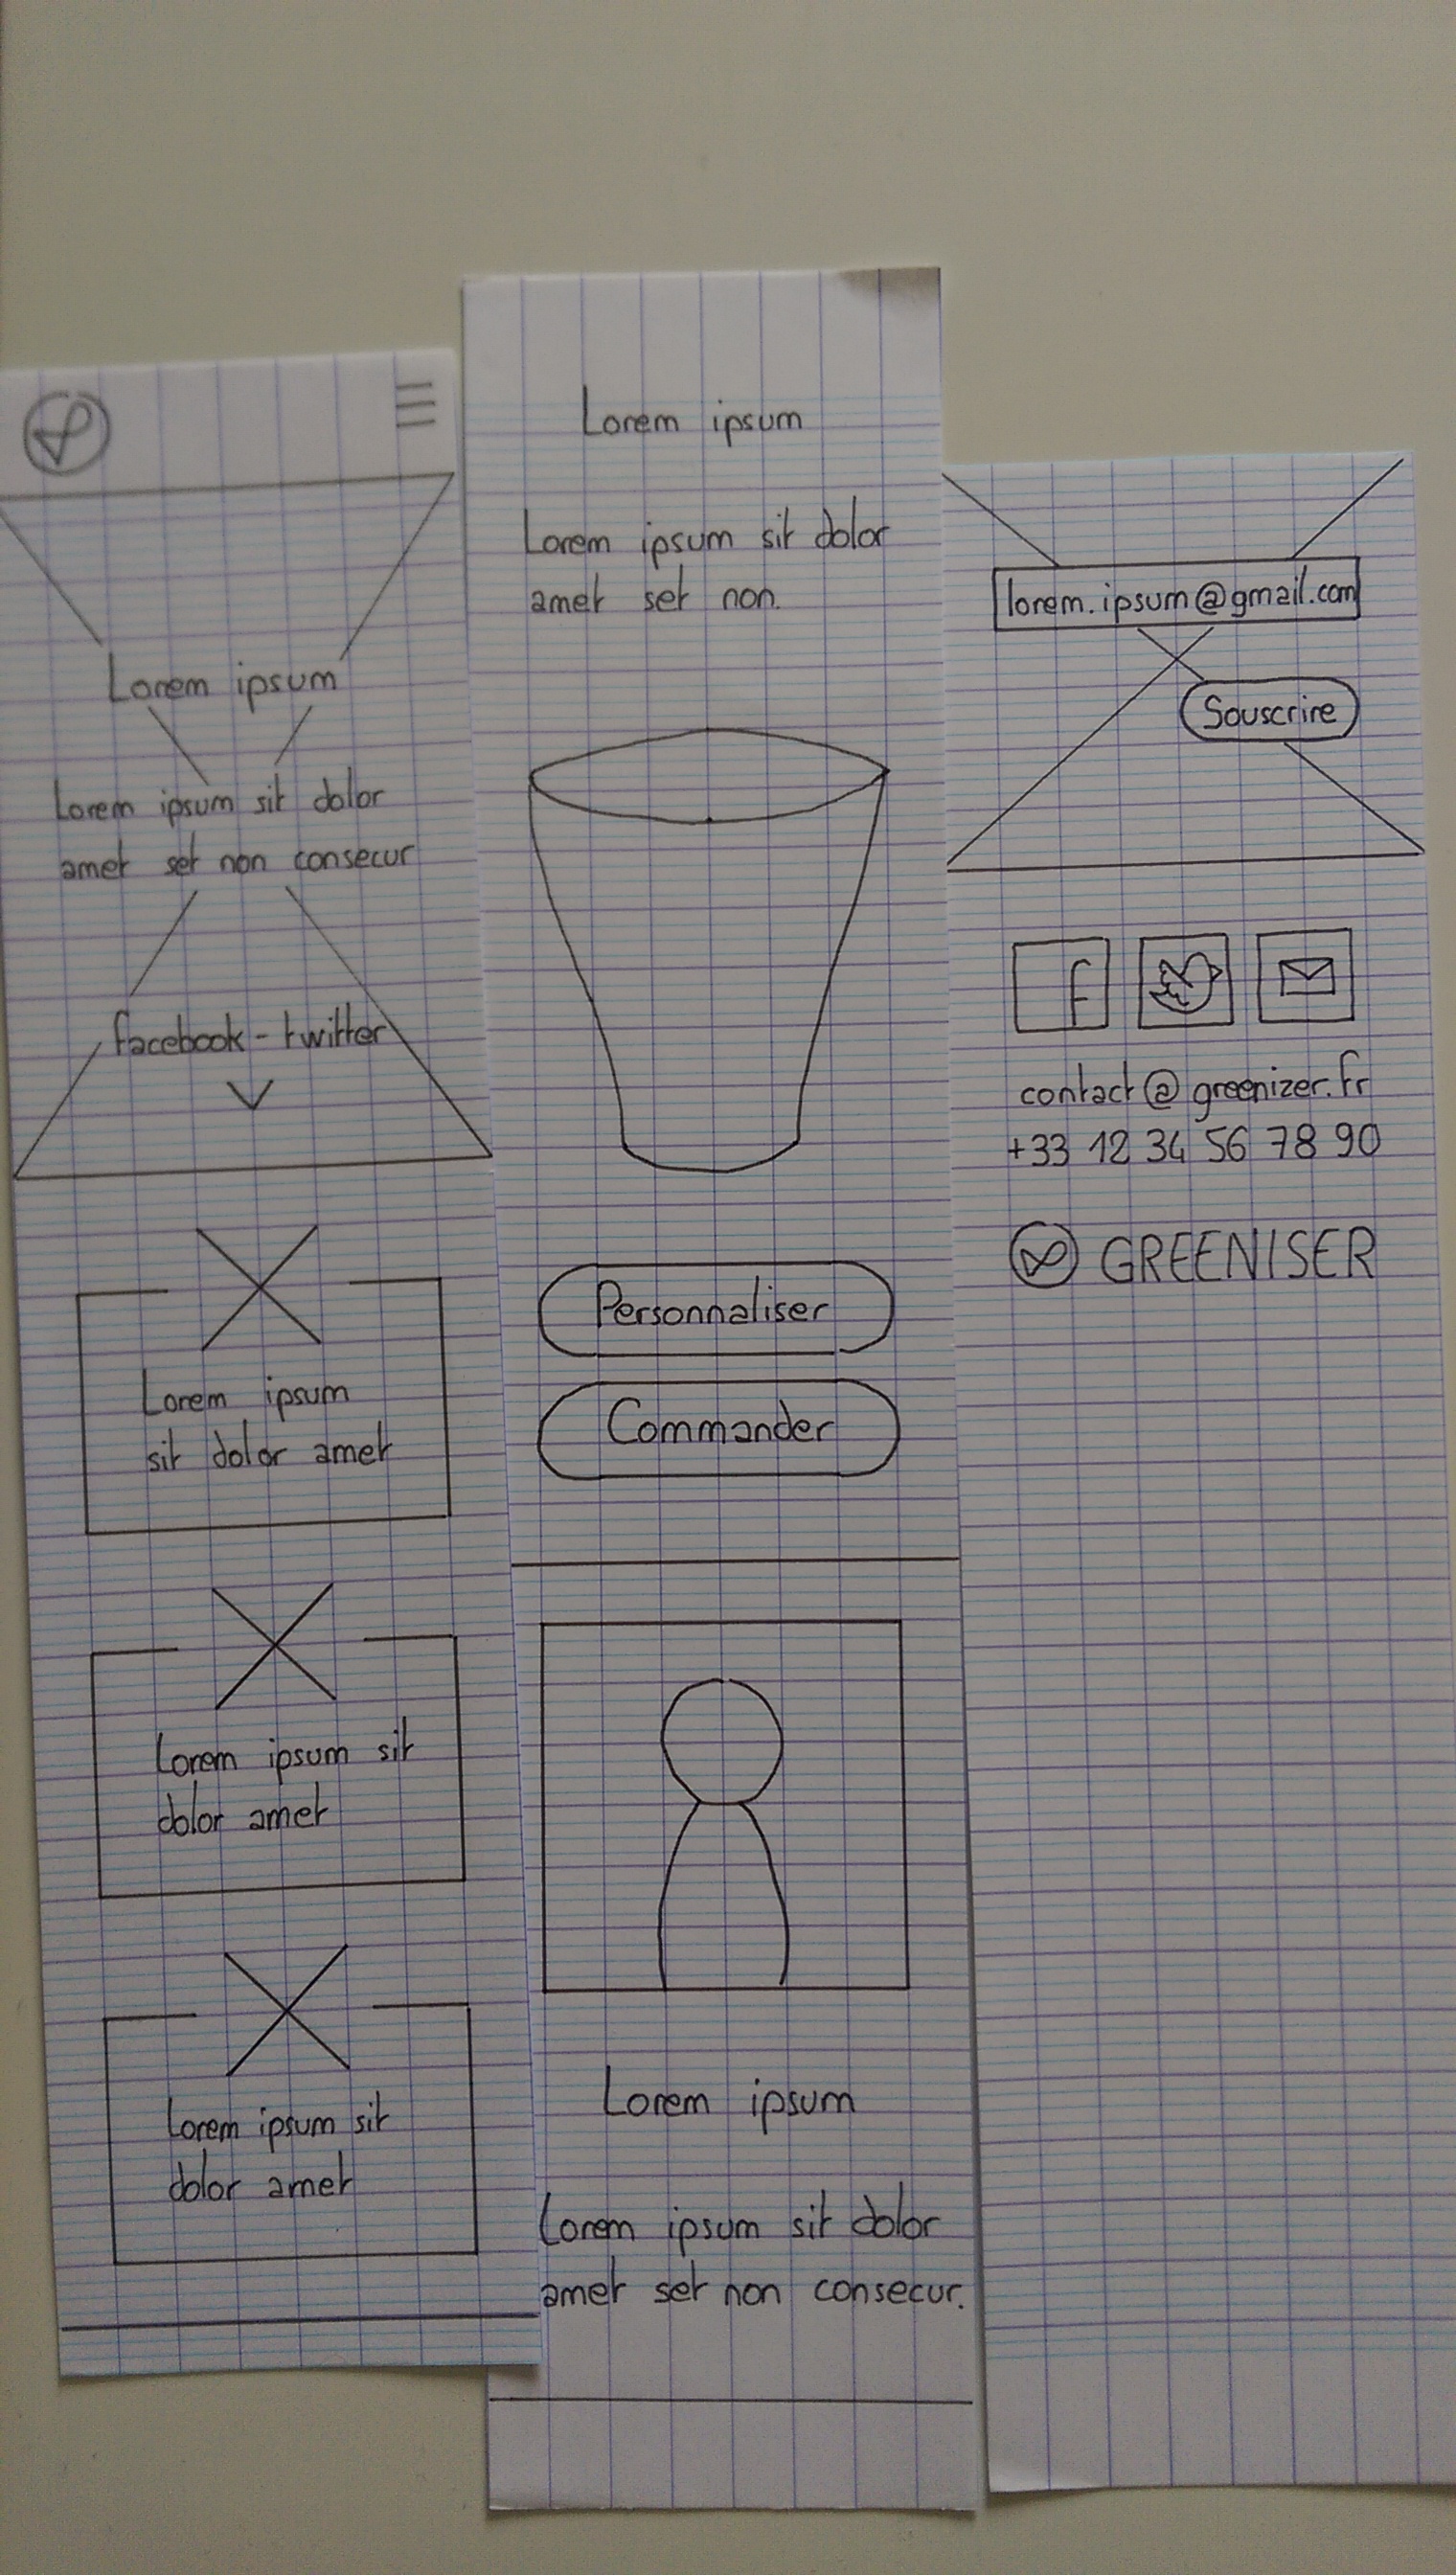 Lorem ipsum
Lorem ipsum sit dolor
amet set non consecur
facebook - twitter
Lorem ipsum
sit dolor amet
Lorem ipsum sit
dolor amet
Lorem ipsum sit
dolor amet
Lorem ipsum
Lorem ipsum sit dolor
amet set non.
Personnaliser
Commander
Lorem ipsum
Lorem ipsum sit dolor
amet set non consecur.
lorem.ipsum@gmail.com
Souscrire
f
contact@greenizer.fr
+33 12 34 56 78 90
GREENISER